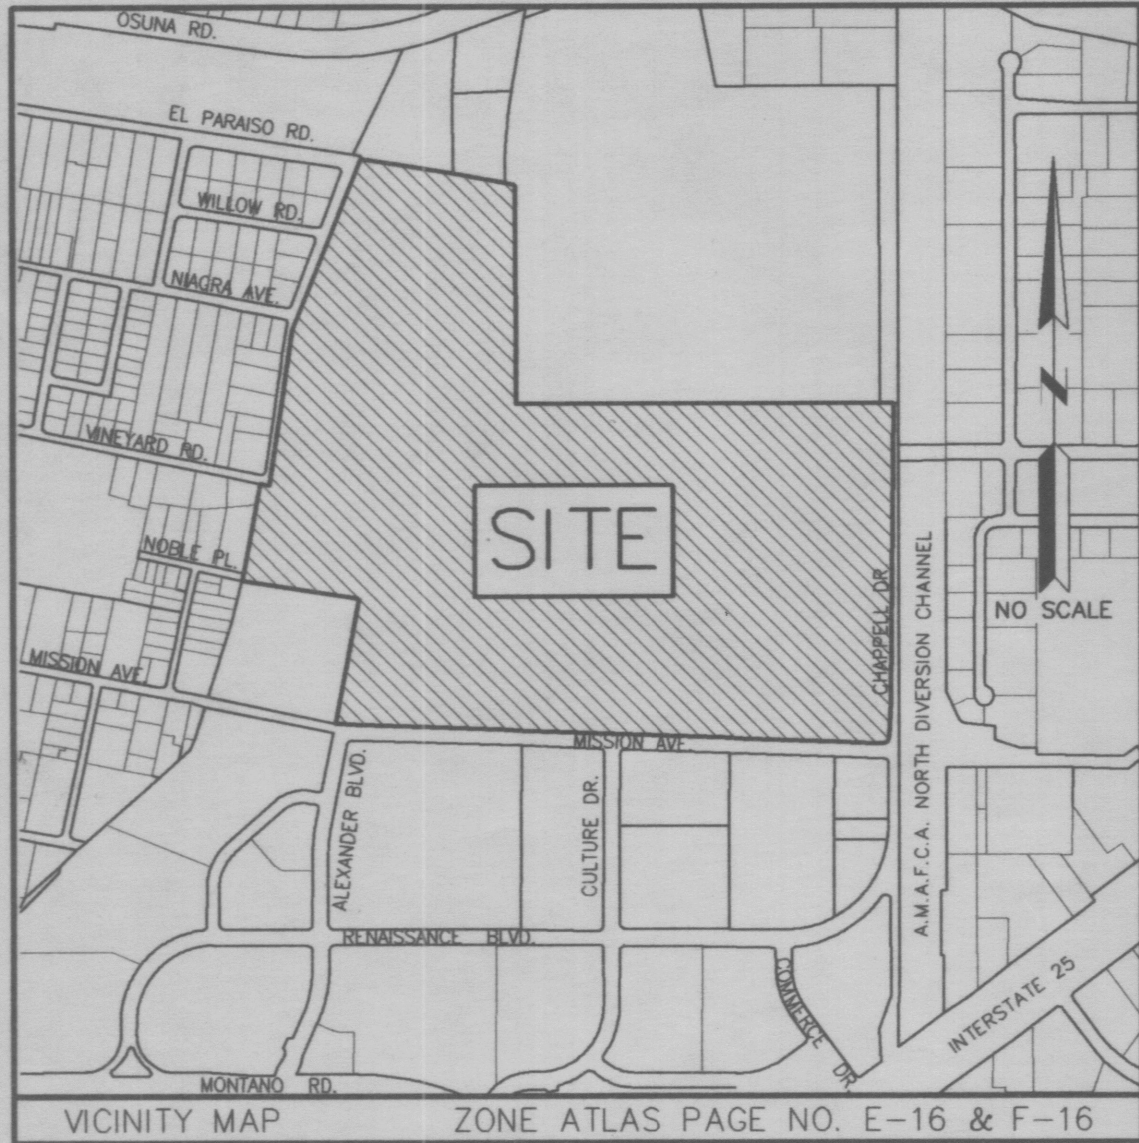 OSUNA RD.
EL PARAISO RD.
WILLOW RD.
NIAGRA AVE.
VINEYARD RD.
SITE
NOBLE PL.
CHAPPELL DR.
A.M.A.F.C.A. NORTH DIVERSION CHANNEL
N
NO SCALE
MISSION AVE.
MISSION AVE.
ALEXANDER BLVD.
CULTURE DR.
RENAISSANCE BLVD.
COMMERCE DR.
INTERSTATE 25
MONTANO RD.
VICINITY MAP ZONE ATLAS PAGE NO. E-16 & F-16